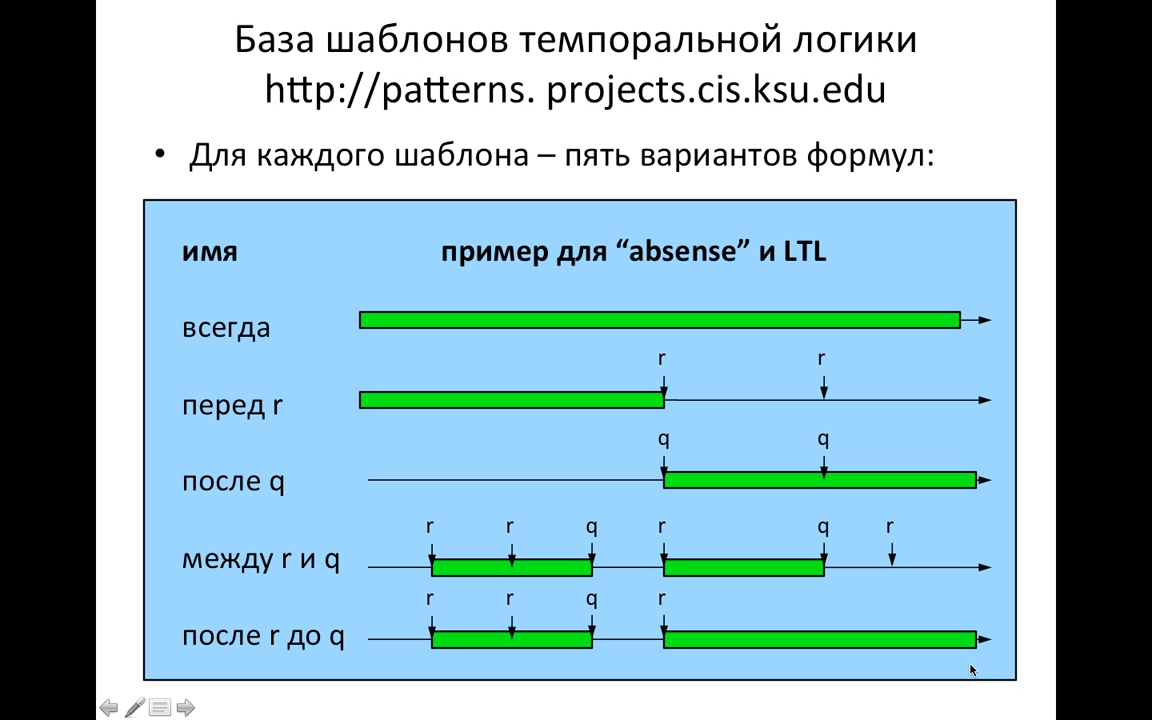 База шаблонов темпоральной логики
http://patterns. projects.cis.ksu.edu
• Для каждого шаблона – пять вариантов формул:
имя пример для “absense” и LTL
всегда
r r
перед r
q q
после q
r r q r q r
между r и q
r r q r
после r до q